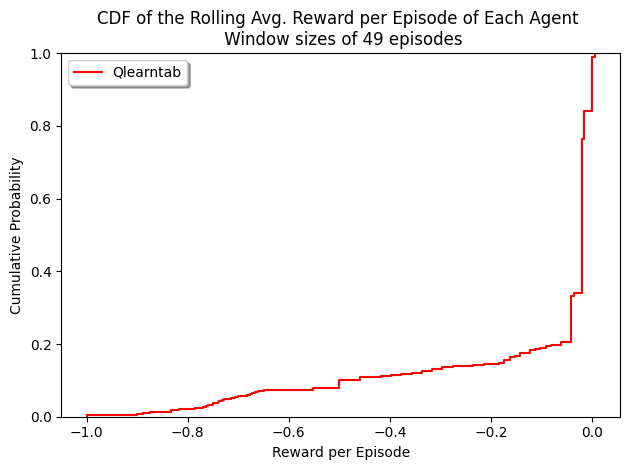 CDF of the Rolling Avg. Reward per Episode of Each Agent
Window sizes of 49 episodes
Qlearntab
1.0
0.8
0.6
0.4
0.2
0.0
Cumulative Probability
−1.0 −0.8 −0.6 −0.4 −0.2 0.0
Reward per Episode